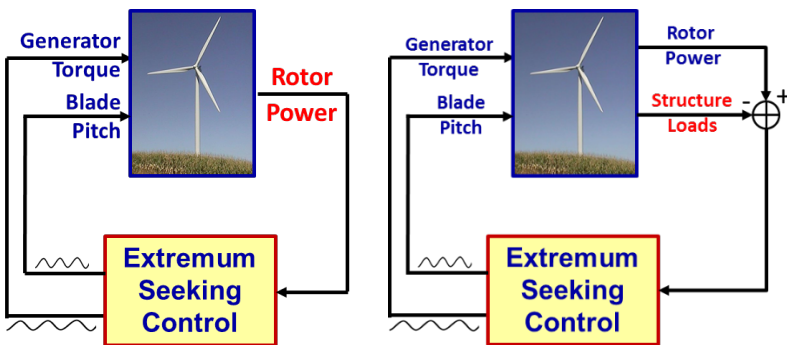 Generator
Torque
Blade
Pitch
Rotor
Power
Extremum
Seeking
Control
Generator
Torque
Blade
Pitch
Rotor
Power
Structure
Loads
-
+
Extremum
Seeking
Control